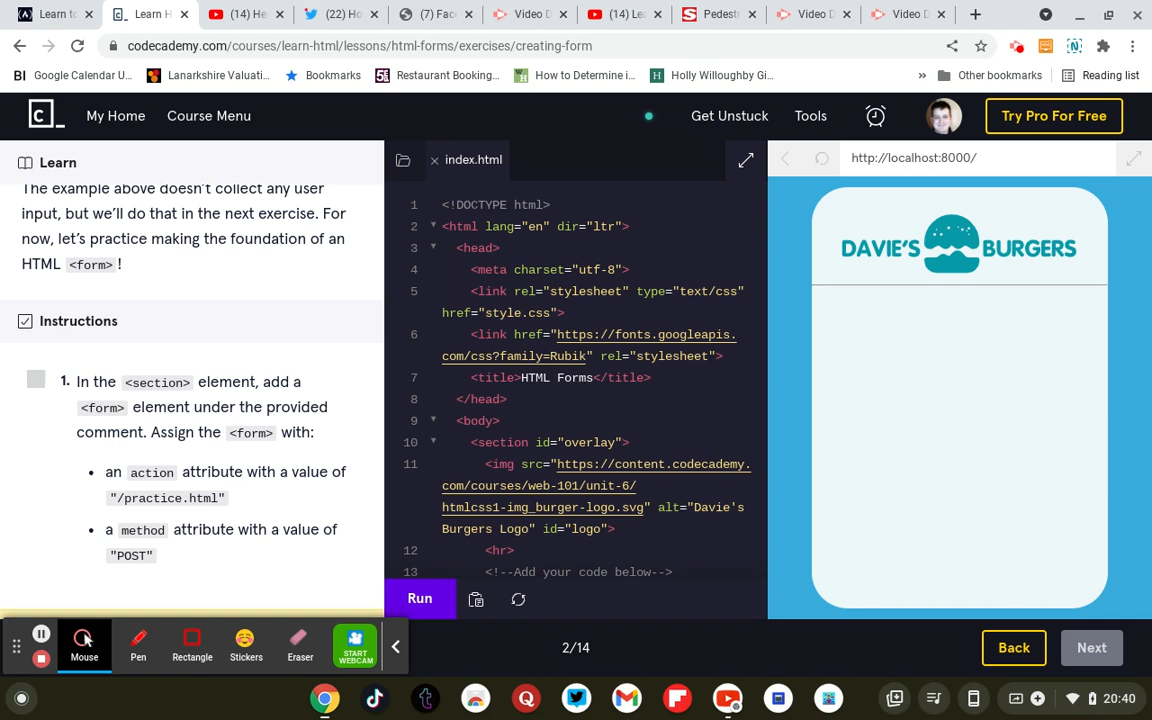 Learn to
Learn H
(14) He
(22) Ho
(7) Fac
Video D
(14) Le
Pedest
Video D
Video D
codecademy.com/courses/learn-html/lessons/html-forms/exercises/creating-form
Google Calendar U...
Lanarkshire Valuati...
Bookmarks
Restaurant Booking...
How to Determine i...
Holly Willoughby Gi...
»
Other bookmarks
Reading list
My Home
Course Menu
Get Unstuck
Tools
Try Pro For Free
Learn
The example above doesn't collect any user
input, but we'll do that in the next exercise. For
now, let's practice making the foundation of an
HTML <form>!
Instructions
1. In the <section> element, add a
<form> element under the provided
comment. Assign the <form> with:
• an action attribute with a value of
"/practice.html"
• a method attribute with a value of
"POST"
index.html
1 <!DOCTYPE html>
2 <html lang="en" dir="ltr">
3 <head>
4 <meta charset="utf-8">
5 <link rel="stylesheet" type="text/css"
href="style.css">
6 <link href="https://fonts.googleapis.
com/css?family=Rubik" rel="stylesheet">
7 <title>HTML Forms</title>
8 </head>
9 <body>
10 <section id="overlay">
11 <img src="https://content.codecademy.
com/courses/web-101/unit-6/
htmlcss1-img_burger-logo.svg" alt="Davie's
Burgers Logo" id="logo">
12 <hr>
13 <!--Add your code below-->
Run
http://localhost:8000/
DAVIE'S BURGERS
Mouse
Pen
Rectangle
Stickers
Eraser
START
WEBCAM
2/14
Back
Next
20:40